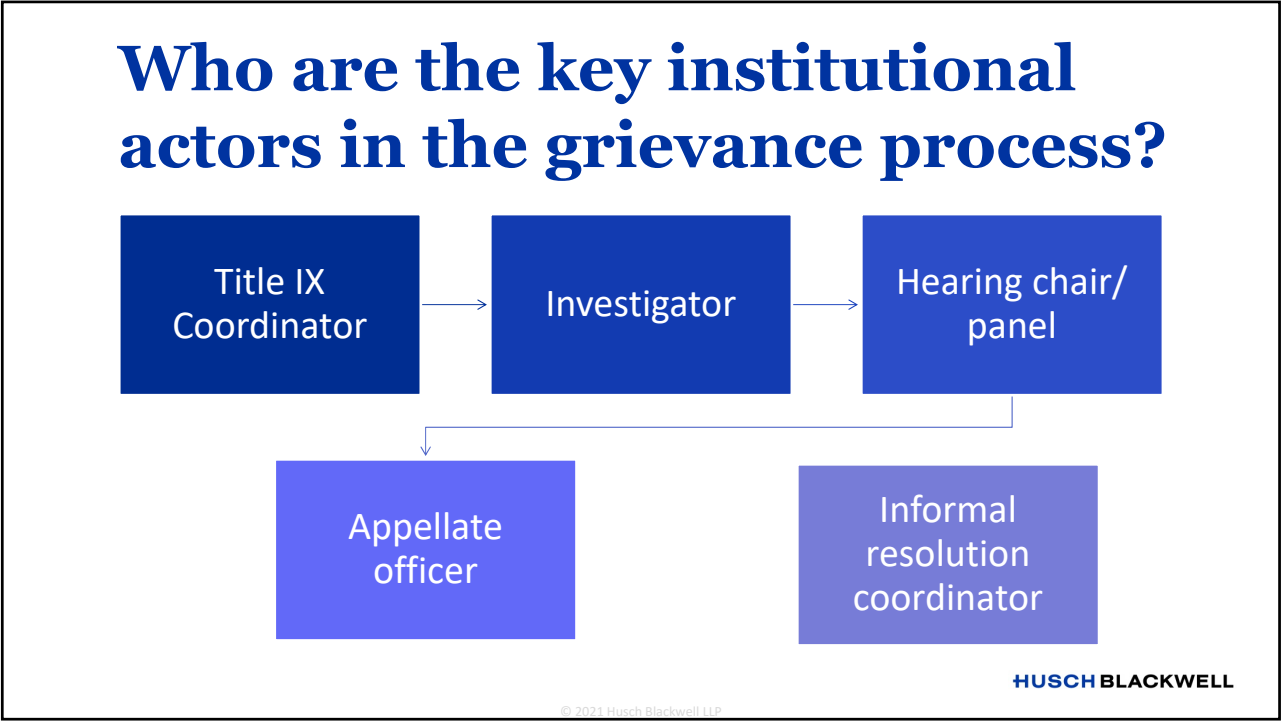 Who are the key institutional
actors in the grievance process?
Title IX
Coordinator
Investigator
Hearing chair/
panel
Appellate
officer
Informal
resolution
coordinator
HUSCH BLACKWELL
© 2021 Husch Blackwell LLP